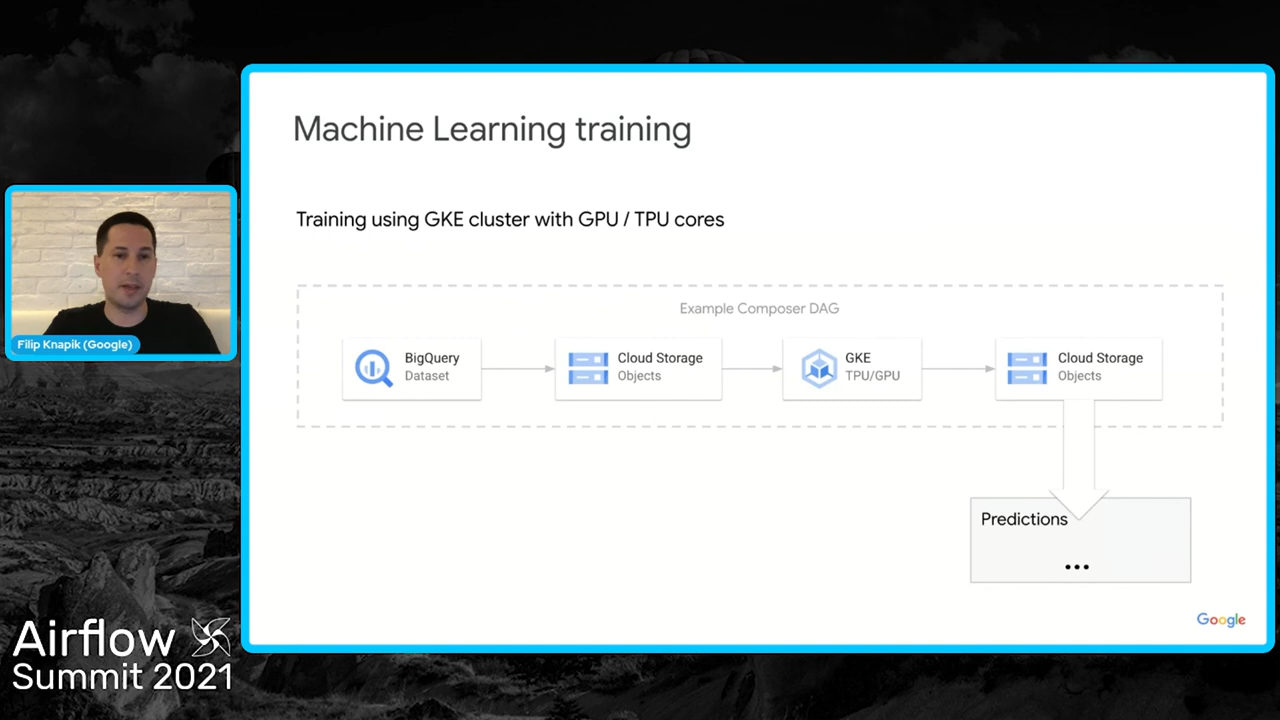 Machine Learning training
Training using GKE cluster with GPU / TPU cores
Example Composer DAG
BigQuery
Dataset
Cloud Storage
Objects
GKE
TPU/GPU
Cloud Storage
Objects
Predictions
...
Google
Filip Knapik (Google)
Airflow
Summit 2021